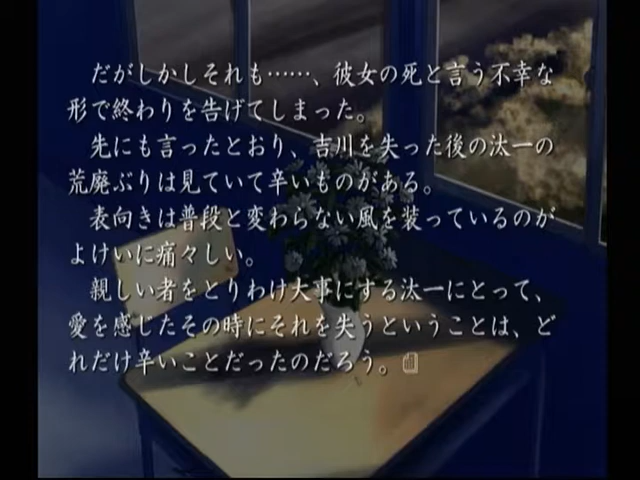 だがしかしそれも……、彼女の死と言う不幸な
形で終わりを告げてしまった。
先にも言ったとおり、吉川を失った後の汰一の
荒廃ぶりは見ていて辛いものがある。
表向きは普段と変わらない風を装っているのが
よけいに痛々しい。
親しい者をとりわけ大事にする汰一にとって、
愛を感じたその時にそれを失うということは、ど
れだけ辛いことだったのだろう。